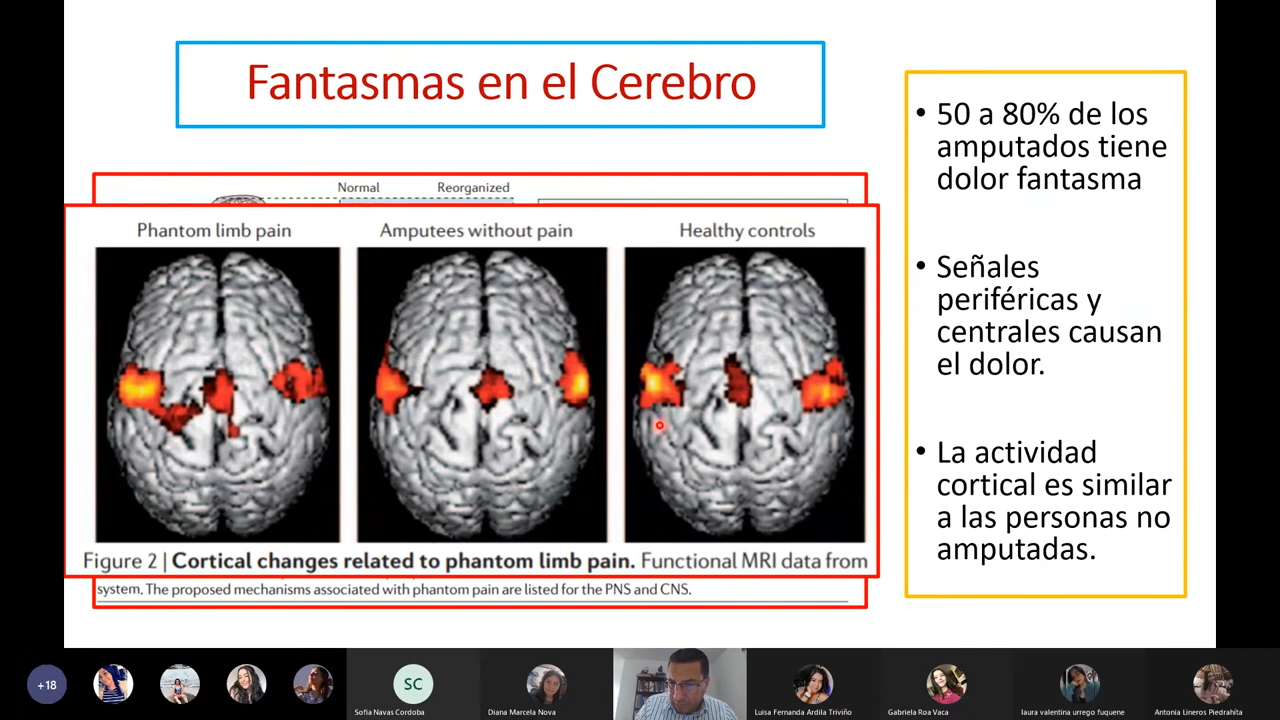 Fantasmas en el Cerebro
Normal Reorganized
Phantom limb pain
Amputees without pain
Healthy controls
Figure 2 | Cortical changes related to phantom limb pain. Functional MRI data from
system. The proposed mechanisms associated with phantom pain are listed for the PNS and CNS.
• 50 a 80% de los
amputados tiene
dolor fantasma
• Señales
periféricas y
centrales causan
el dolor.
• La actividad
cortical es similar
a las personas no
amputadas.
+18
SC
Sofía Navas Cordoba
Diana Marcela Nova
Luisa Fernanda Ardila Triviño
Gabriela Roa Vaca
laura valentina urrego fuquene
Antonia Lineros Piedrahíta